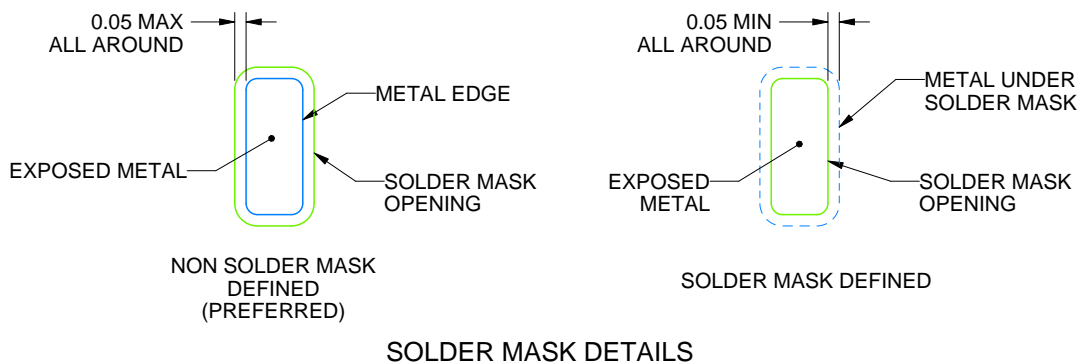 0.05 MAX
ALL AROUND
METAL EDGE
EXPOSED METAL
SOLDER MASK
OPENING
NON SOLDER MASK
DEFINED
(PREFERRED)
0.05 MIN
ALL AROUND
METAL UNDER
SOLDER MASK
EXPOSED
METAL
SOLDER MASK
OPENING
SOLDER MASK DEFINED
SOLDER MASK DETAILS